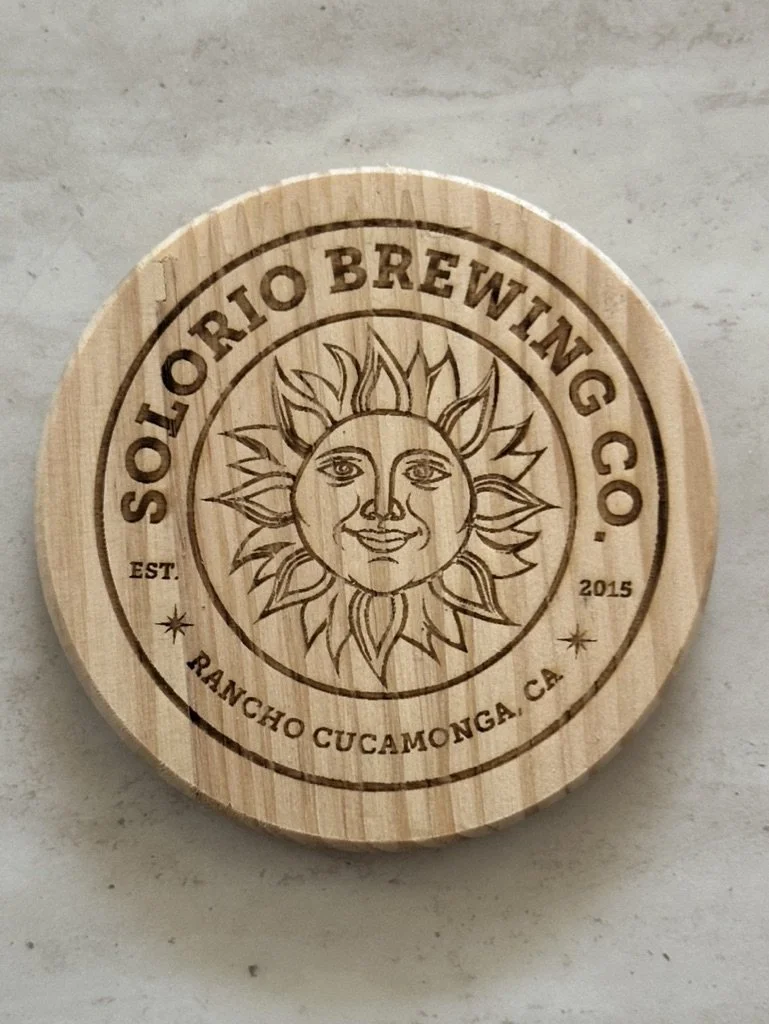 SOLORIO BREWING CO.
EST.
2015
RANCHO CUCAMONGA, CA